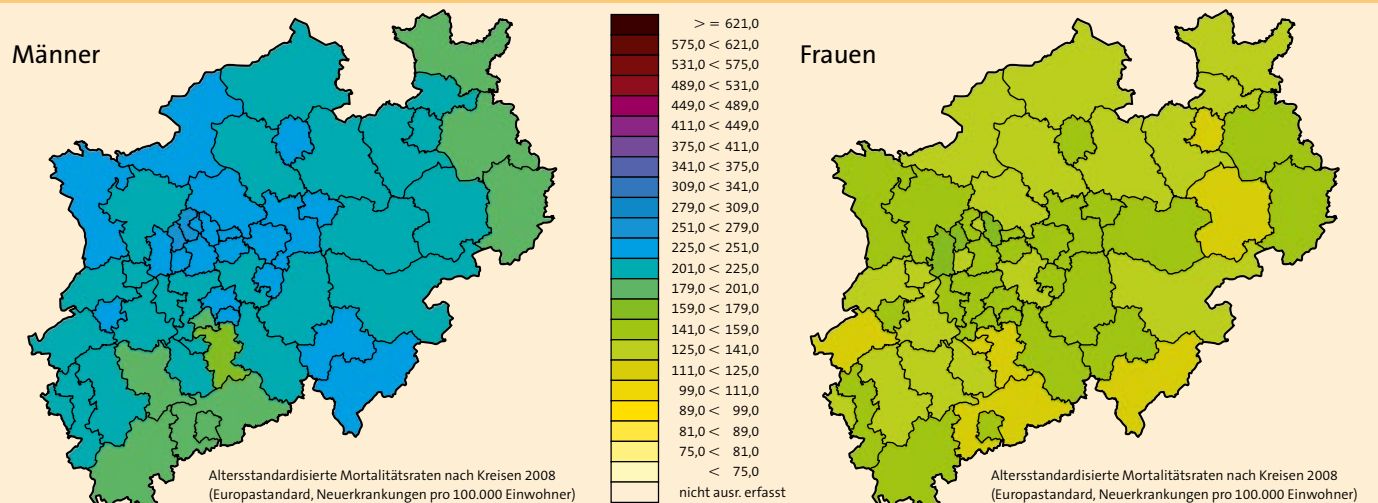 Männer
> = 621,0
575,0 < 621,0
531,0 < 575,0
489,0 < 531,0
449,0 < 489,0
411,0 < 449,0
375,0 < 411,0
341,0 < 375,0
309,0 < 341,0
279,0 < 309,0
251,0 < 279,0
225,0 < 251,0
201,0 < 225,0
179,0 < 201,0
159,0 < 179,0
141,0 < 159,0
125,0 < 141,0
111,0 < 125,0
99,0 < 111,0
89,0 < 99,0
81,0 < 89,0
75,0 < 81,0
< 75,0
nicht ausr. erfasst
Altersstandardisierte Mortalitätsraten nach Kreisen 2008
(Europastandard, Neuerkrankungen pro 100.000 Einwohner)
Frauen
Altersstandardisierte Mortalitätsraten nach Kreisen 2008
(Europastandard, Neuerkrankungen pro 100.000 Einwohner)